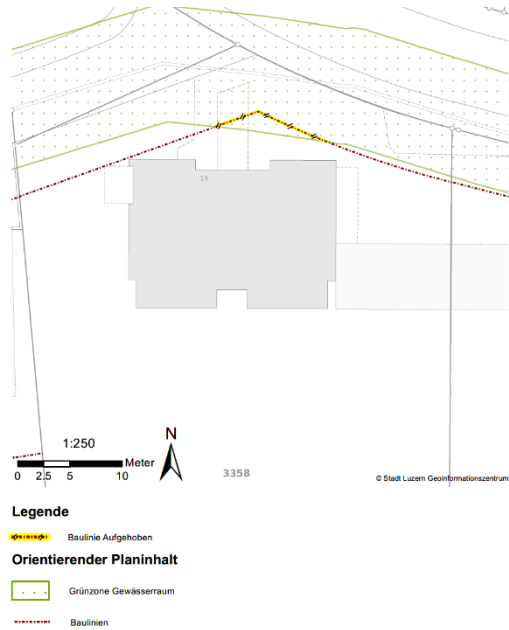 14
1:250
N
Meter
0 2.5 5 10
3358
© Stadt Luzern Geoinformationszentrum
Legende
Baulinie Aufgehoben
Orientierender Planinhalt
Grünzone Gewässerraum
Baulinien